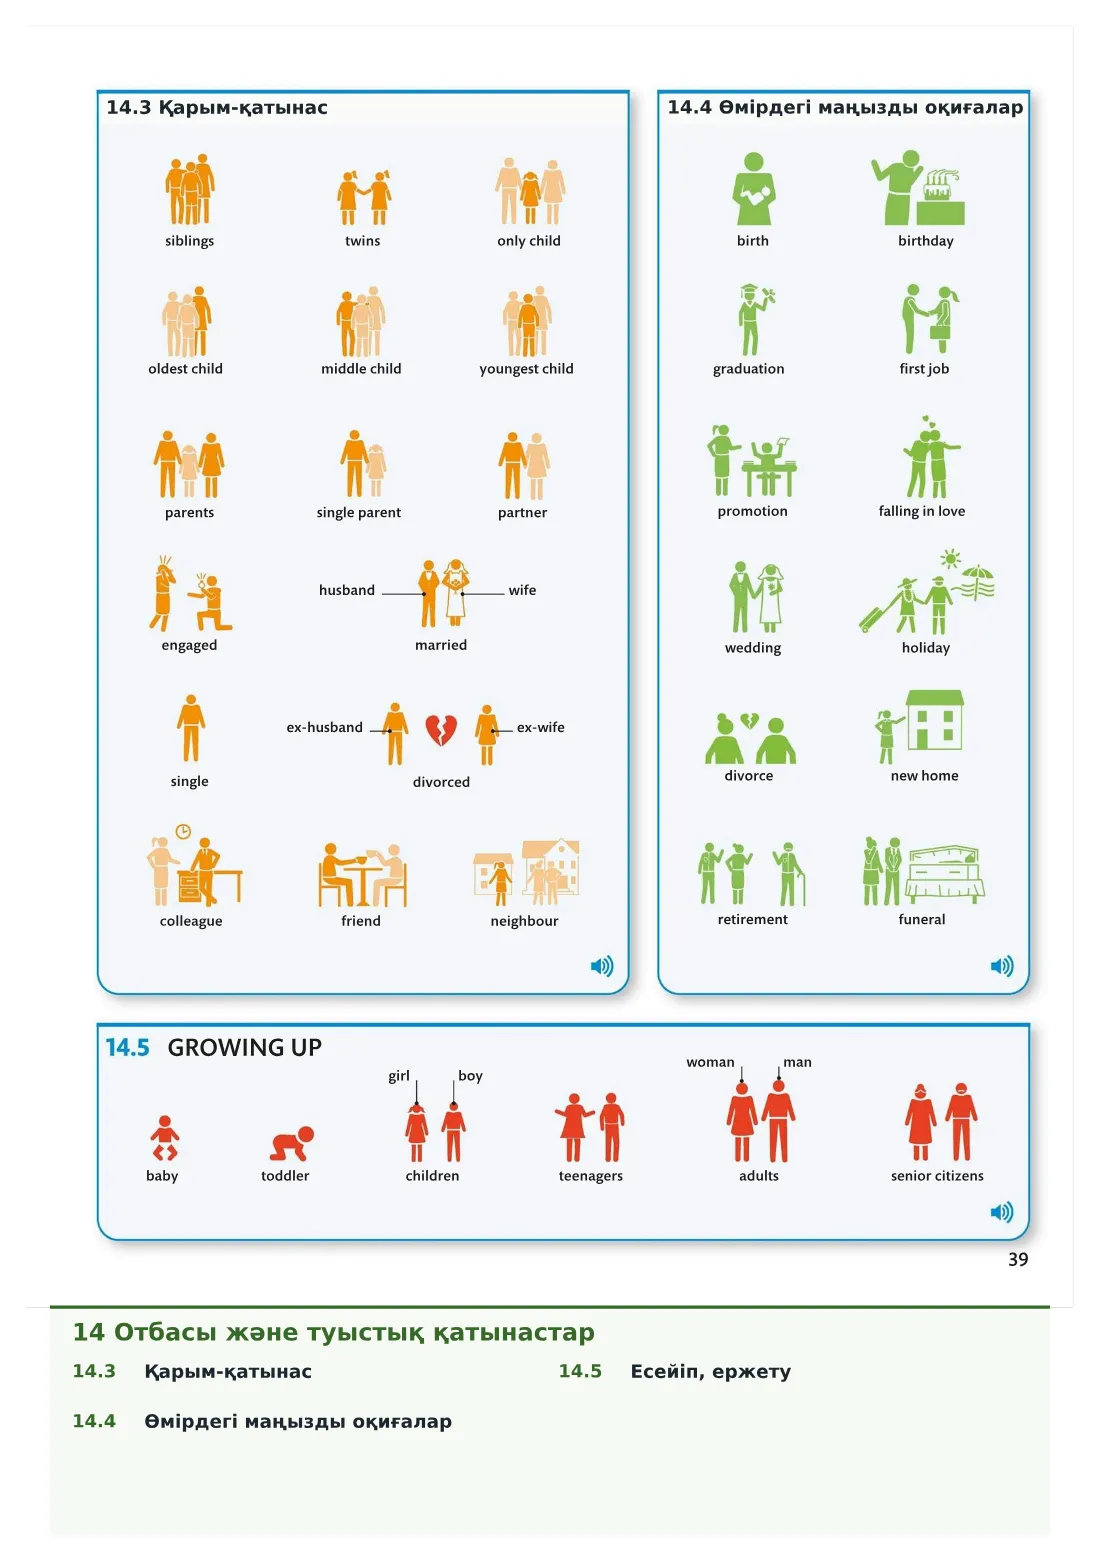 14.3 Қарым-қатынас
siblings
twins
only child
oldest child
middle child
youngest child
parents
single parent
partner
engaged
husband
wife
married
single
ex-husband
ex-wife
divorced
colleague
friend
neighbour
14.4 Өмірдегі маңызды оқиғалар
birth
birthday
graduation
first job
promotion
falling in love
wedding
holiday
divorce
new home
retirement
funeral
14.5 GROWING UP
baby
toddler
girl
boy
children
teenagers
woman
man
adults
senior citizens
39
14 Отбасы және туыстық қатынастар
14.3 Қарым-қатынас
14.5 Есейіп, ержету
14.4 Өмірдегі маңызды оқиғалар